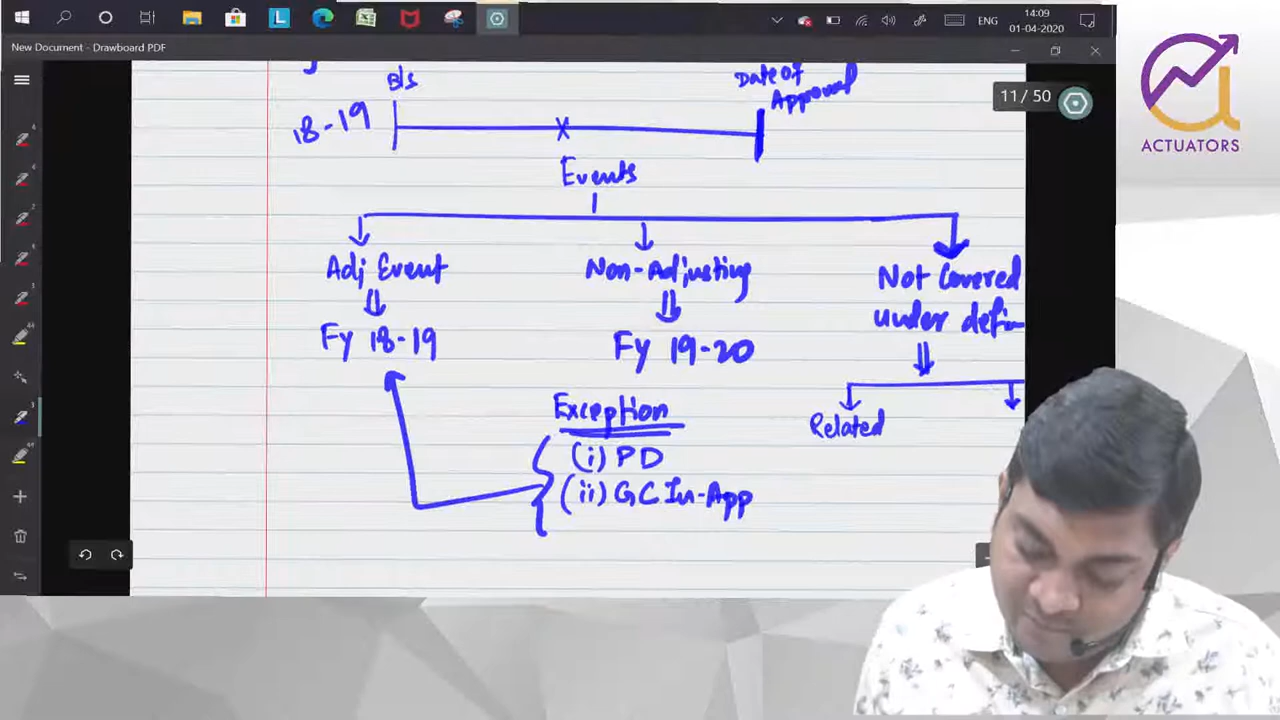 14:09
ENG
01-04-2020
New Document - Drawboard PDF
11 / 50
ACTUATORS
B/s
Date of
Approval
18-19
Events
Adj Event
Non-Adjusting
Not Covered
under defin
Fy 18-19
Fy 19-20
Exception
(i) PD
(ii) GC In-App
Related